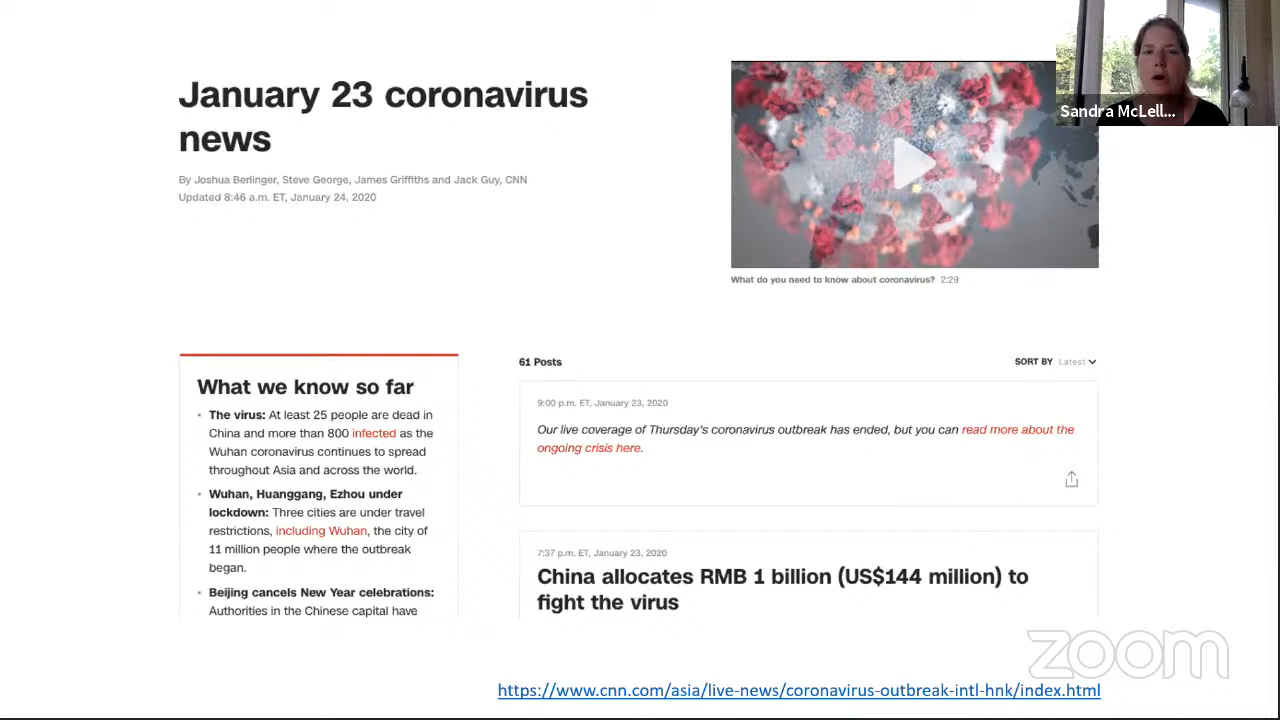 January 23 coronavirus
news
By Joshua Berlinger, Steve George, James Griffiths and Jack Guy, CNN
Updated 8:46 a.m. ET, January 24, 2020
Sandra McLell...
What do you need to know about coronavirus? 2:29
What we know so far
• The virus: At least 25 people are dead in
China and more than 800 infected as the
Wuhan coronavirus continues to spread
throughout Asia and across the world.
• Wuhan, Huanggang, Ezhou under
lockdown: Three cities are under travel
restrictions, including Wuhan, the city of
11 million people where the outbreak
began.
• Beijing cancels New Year celebrations:
Authorities in the Chinese capital have
61 Posts
SORT BY Latest
9:00 p.m. ET, January 23, 2020
Our live coverage of Thursday's coronavirus outbreak has ended, but you can read more about the
ongoing crisis here.
7:37 p.m. ET, January 23, 2020
China allocates RMB 1 billion (US$144 million) to
fight the virus
zoom
https://www.cnn.com/asia/live-news/coronavirus-outbreak-intl-hnk/index.html